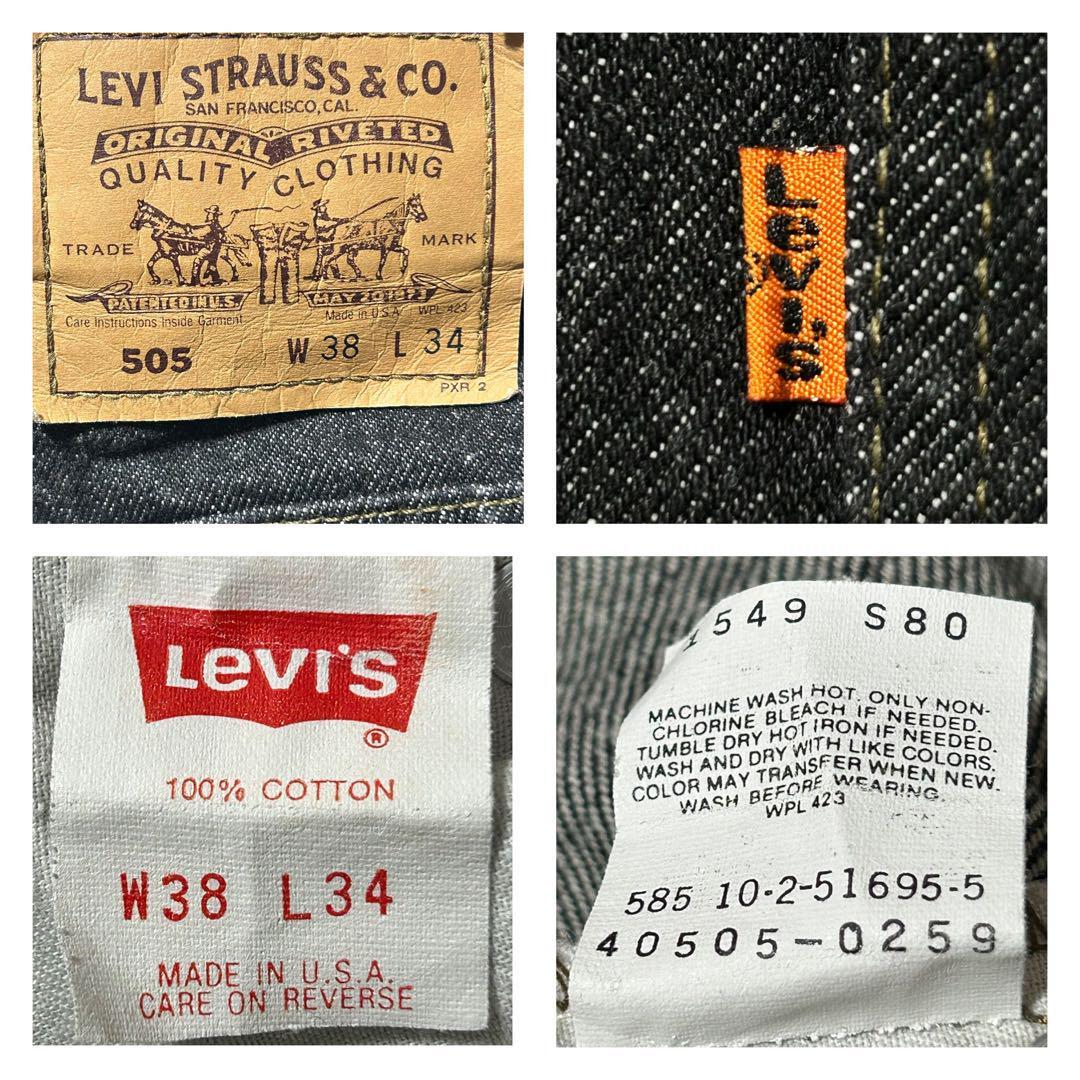 LEVI STRAUSS & CO.
SAN FRANCISCO, CAL.
ORIGINAL RIVETED
QUALITY CLOTHING
TRADE MARK
PATENTED IN U.S. MAY 20 1873
Care Instructions Inside Garment Made in U.S.A. WPL 423
505 W 38 L 34
PXR 2
Levi's
Levi's
®
100% COTTON
W38 L34
MADE IN U.S.A.
CARE ON REVERSE
549 S80
MACHINE WASH HOT. ONLY NON-
CHLORINE BLEACH IF NEEDED.
TUMBLE DRY HOT IRON IF NEEDED.
WASH AND DRY WITH LIKE COLORS.
COLOR MAY TRANSFER WHEN NEW.
WASH BEFORE WEARING.
WPL 423
585 10-2-51695-5
40505-0259